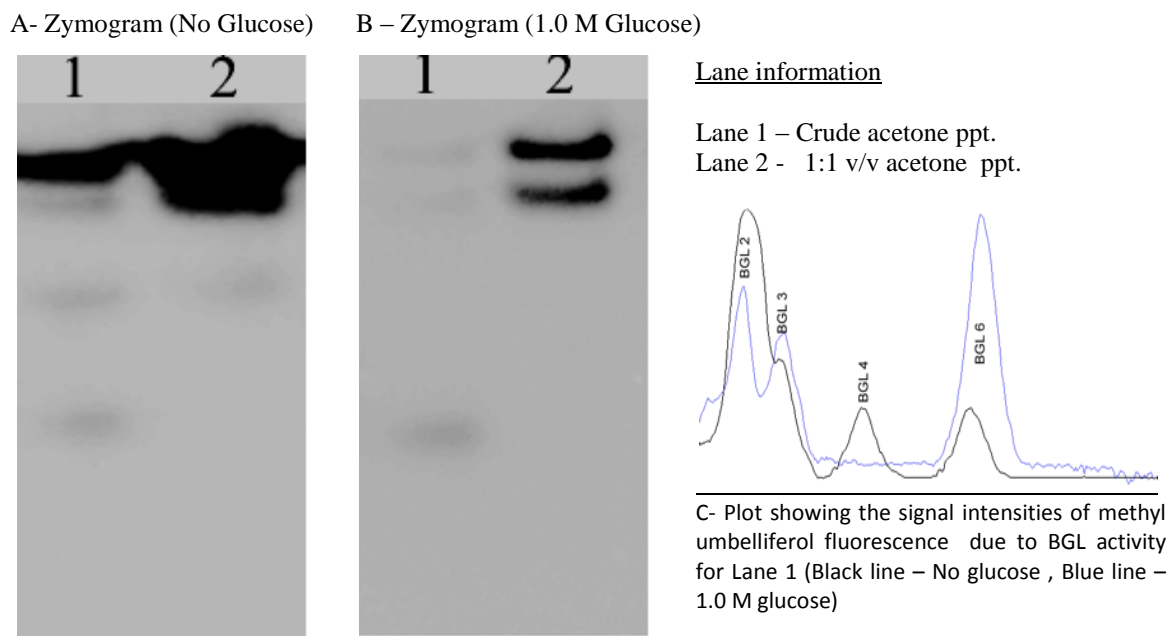 A- Zymogram (No Glucose)
B – Zymogram (1.0 M Glucose)
1 2
1 2
Lane information
Lane 1 – Crude acetone ppt.
Lane 2 - 1:1 v/v acetone ppt.
BGL 2
BGL 3
BGL 4
BGL 6
C- Plot showing the signal intensities of methyl
umbelliferol fluorescence due to BGL activity
for Lane 1 (Black line – No glucose , Blue line –
1.0 M glucose)